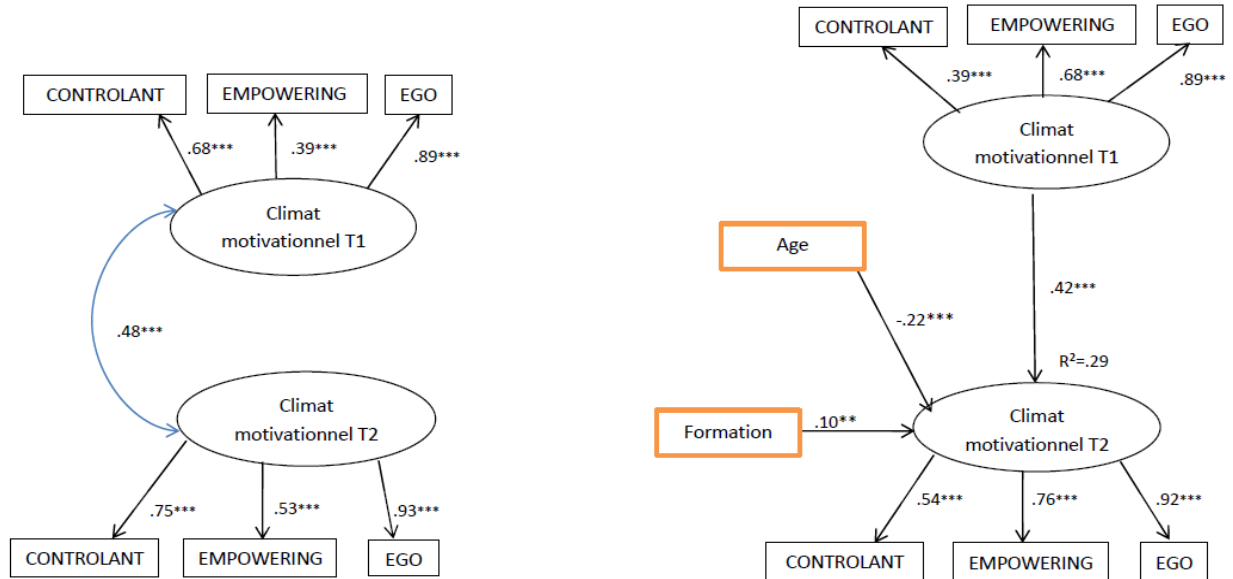 CONTROLANT EMPOWERING EGO
.68*** .39*** .89***
Climat
motivationnel T1
.48***
Climat
motivationnel T2
.75*** .53*** .93***
CONTROLANT EMPOWERING EGO
CONTROLANT EMPOWERING EGO
.39*** .68*** .89***
Climat
motivationnel T1
Age
.42***
-.22***
R²=.29
Formation
.10**
Climat
motivationnel T2
.54*** .76*** .92***
CONTROLANT EMPOWERING EGO